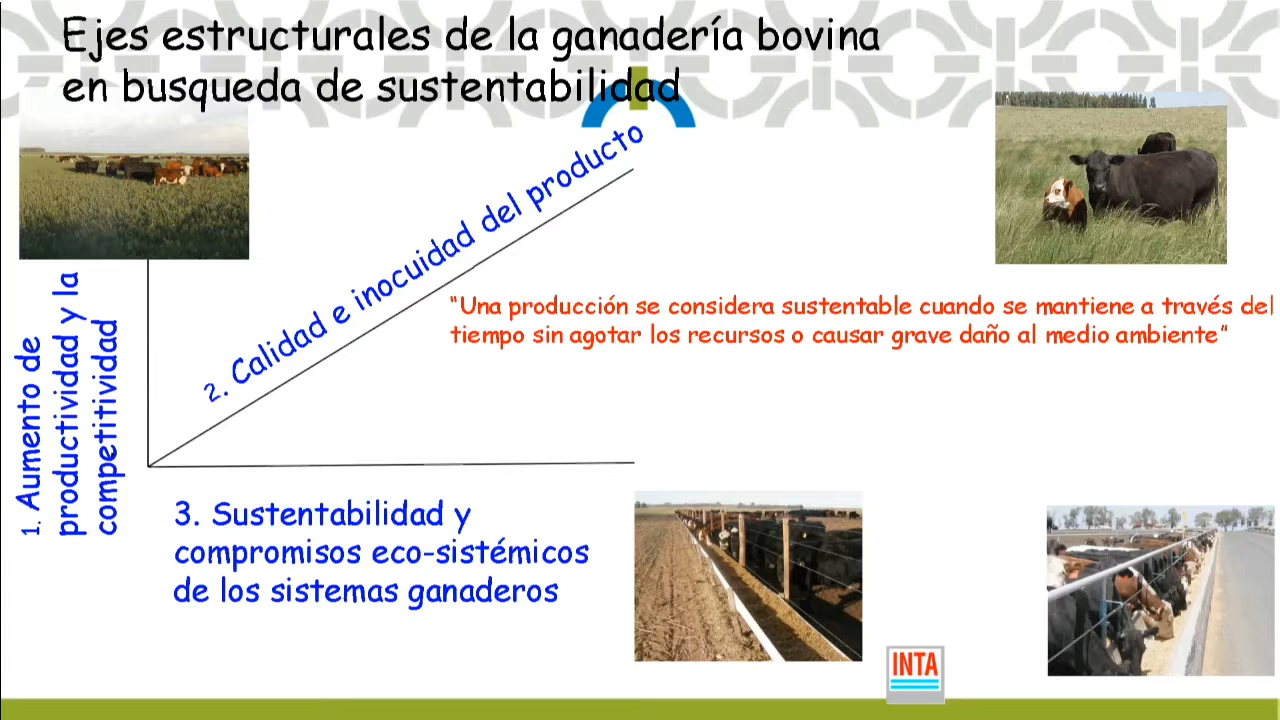 Ejes estructurales de la ganadería bovina
en busqueda de sustentabilidad
1. Aumento de
productividad y la
competitividad
2. Calidad e inocuidad del producto
“Una producción se considera sustentable cuando se mantiene a través del
tiempo sin agotar los recursos o causar grave daño al medio ambiente”
3. Sustentabilidad y
compromisos eco-sistémicos
de los sistemas ganaderos
INTA